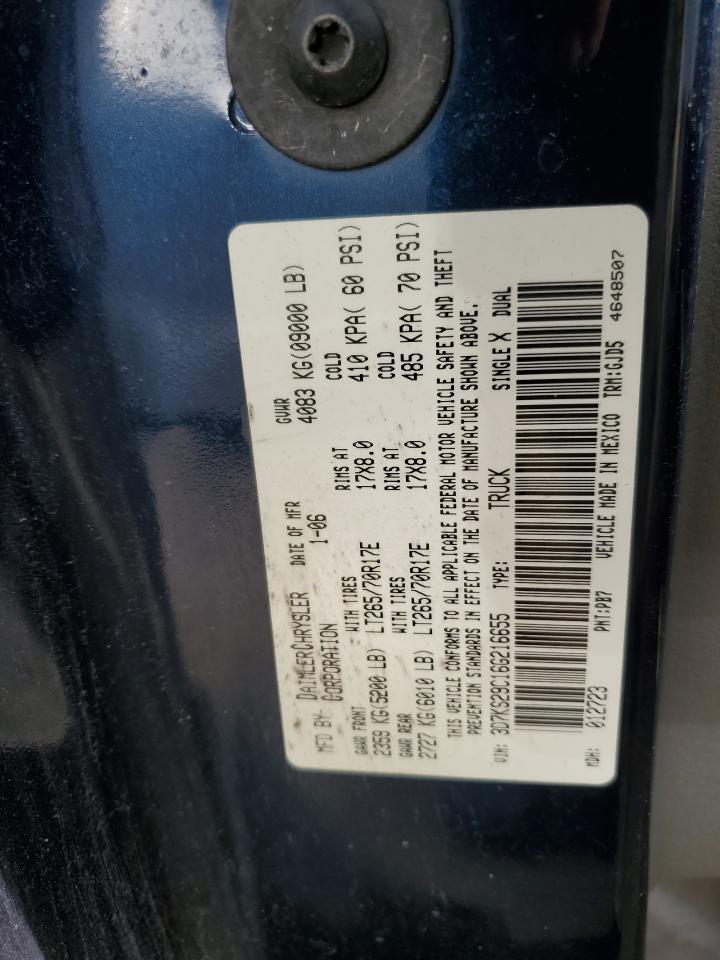 MFD BY- DAIMLERCHRYSLER CORPORATION DATE OF MFR 1-06 GVWR 4083 KG(09000 LB)
GAWR FRONT WITH TIRES RIMS AT COLD
2359 KG(5200 LB) LT265/70R17E 17X8.0 410 KPA( 60 PSI)
GAWR REAR WITH TIRES RIMS AT COLD
2727 KG(6010 LB) LT265/70R17E 17X8.0 485 KPA( 70 PSI)
THIS VEHICLE CONFORMS TO ALL APPLICABLE FEDERAL MOTOR VEHICLE SAFETY AND THEFT
PREVENTION STANDARDS IN EFFECT ON THE DATE OF MANUFACTURE SHOWN ABOVE.
VIN: 3D7KS29C16G216655 TYPE: TRUCK SINGLE X DUAL
MDH: 012723 PNT:PB7 VEHICLE MADE IN MEXICO TRM:GJD5 4648507